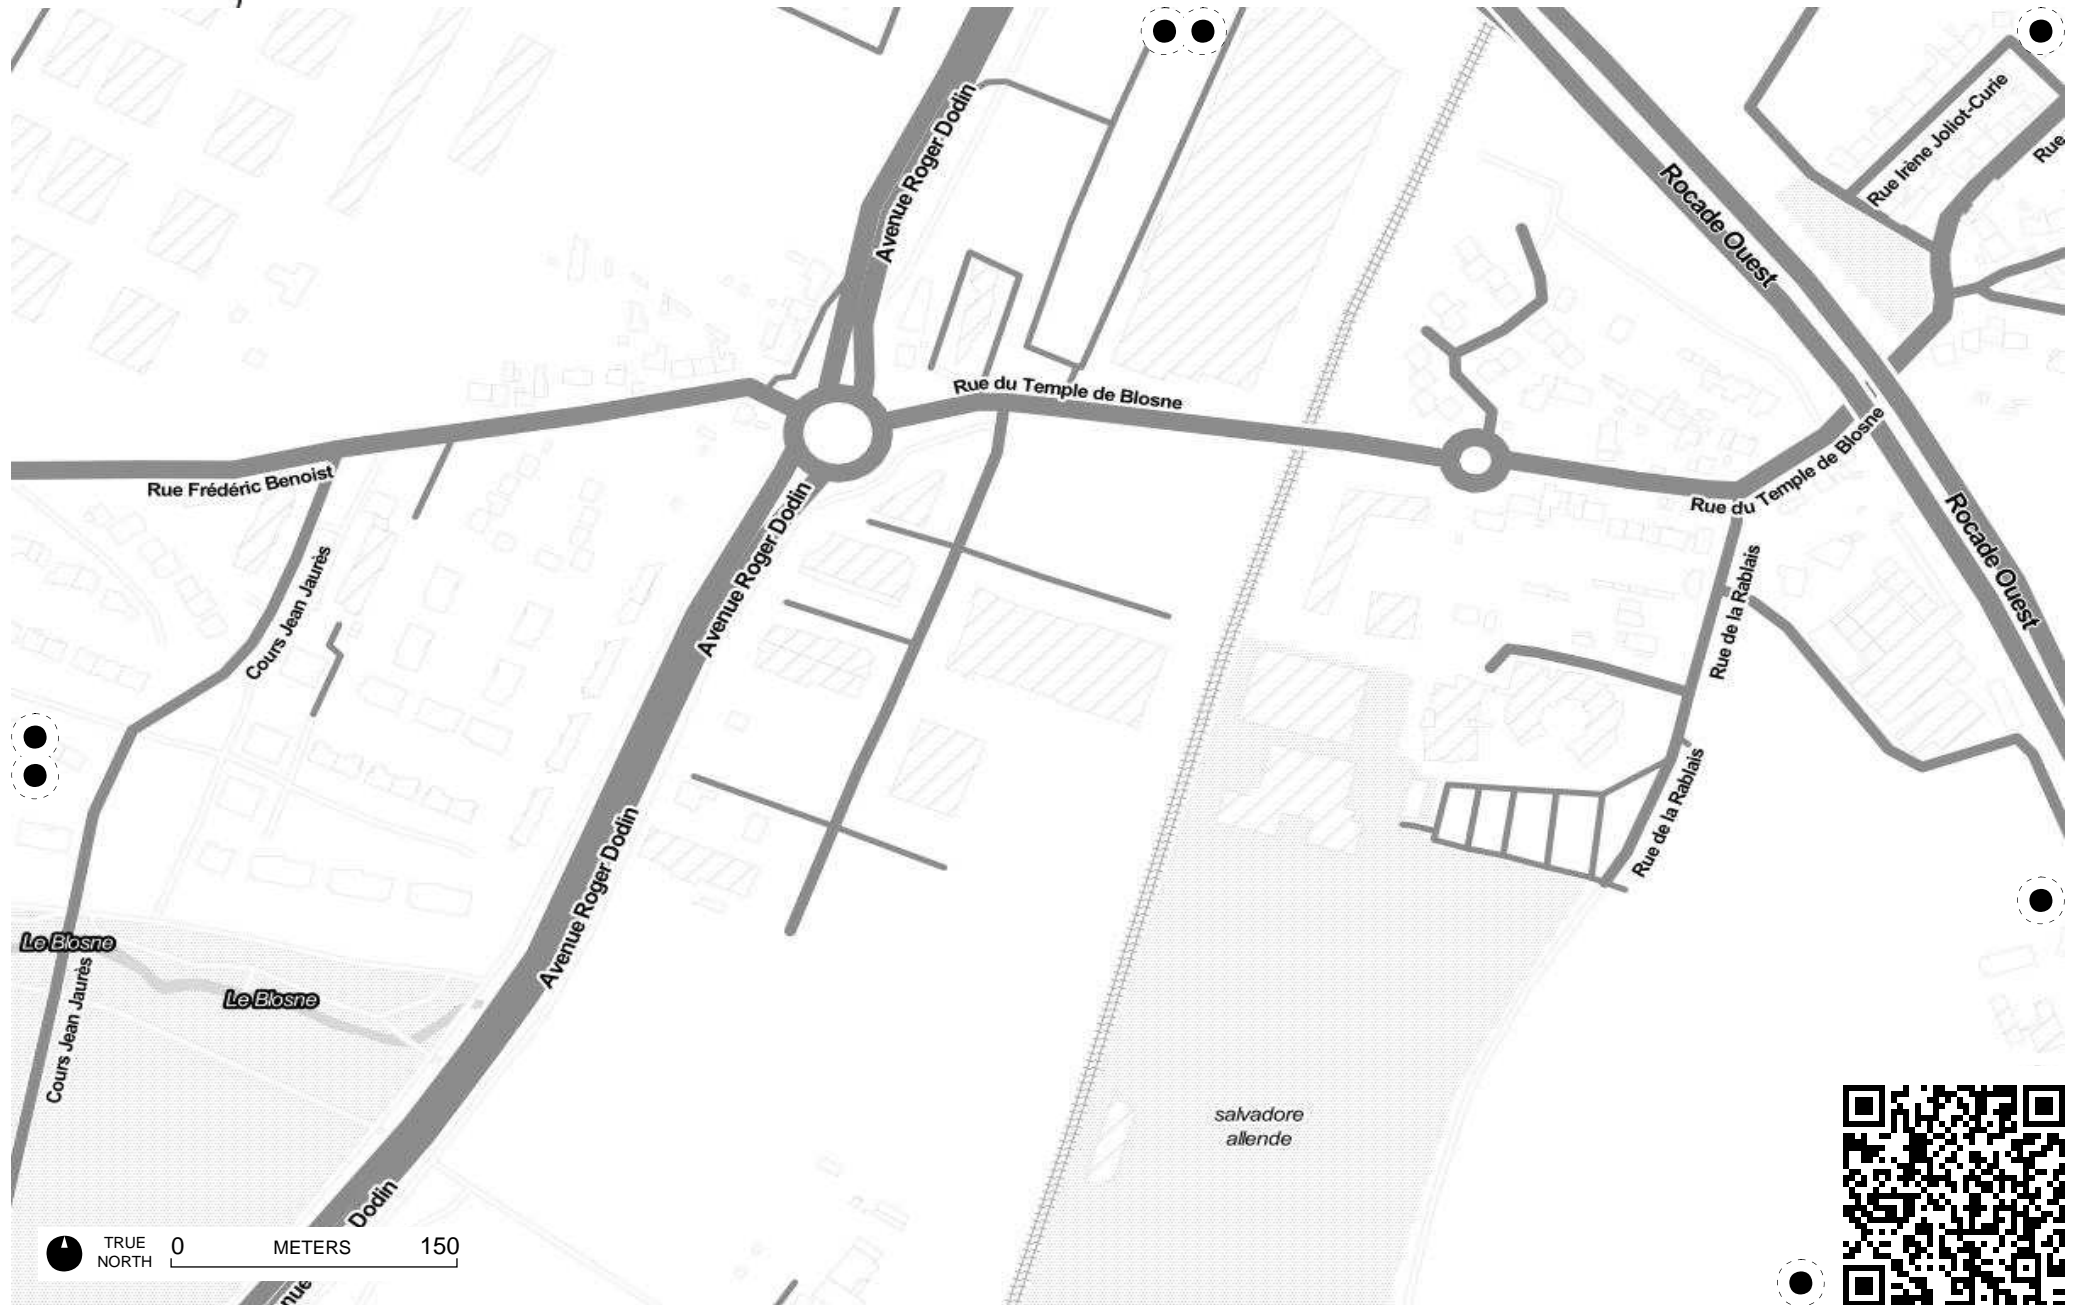 Avenue Roger Dodin
Rue Irène Joliot-Curie
Rue
Rocade Ouest
Rue du Temple de Blosne
Rue Frédéric Benoist
Rue du Temple de Blosne
Rocade Ouest
Avenue Roger Dodin
Cours Jean Jaurès
Rue de la Rablais
Rue de la Rablais
Avenue Roger Dodin
Le Blosne
Le Blosne
Cours Jean Jaurès
salvadore
allende
Dodin
nue
TRUE
NORTH
0 METERS 150